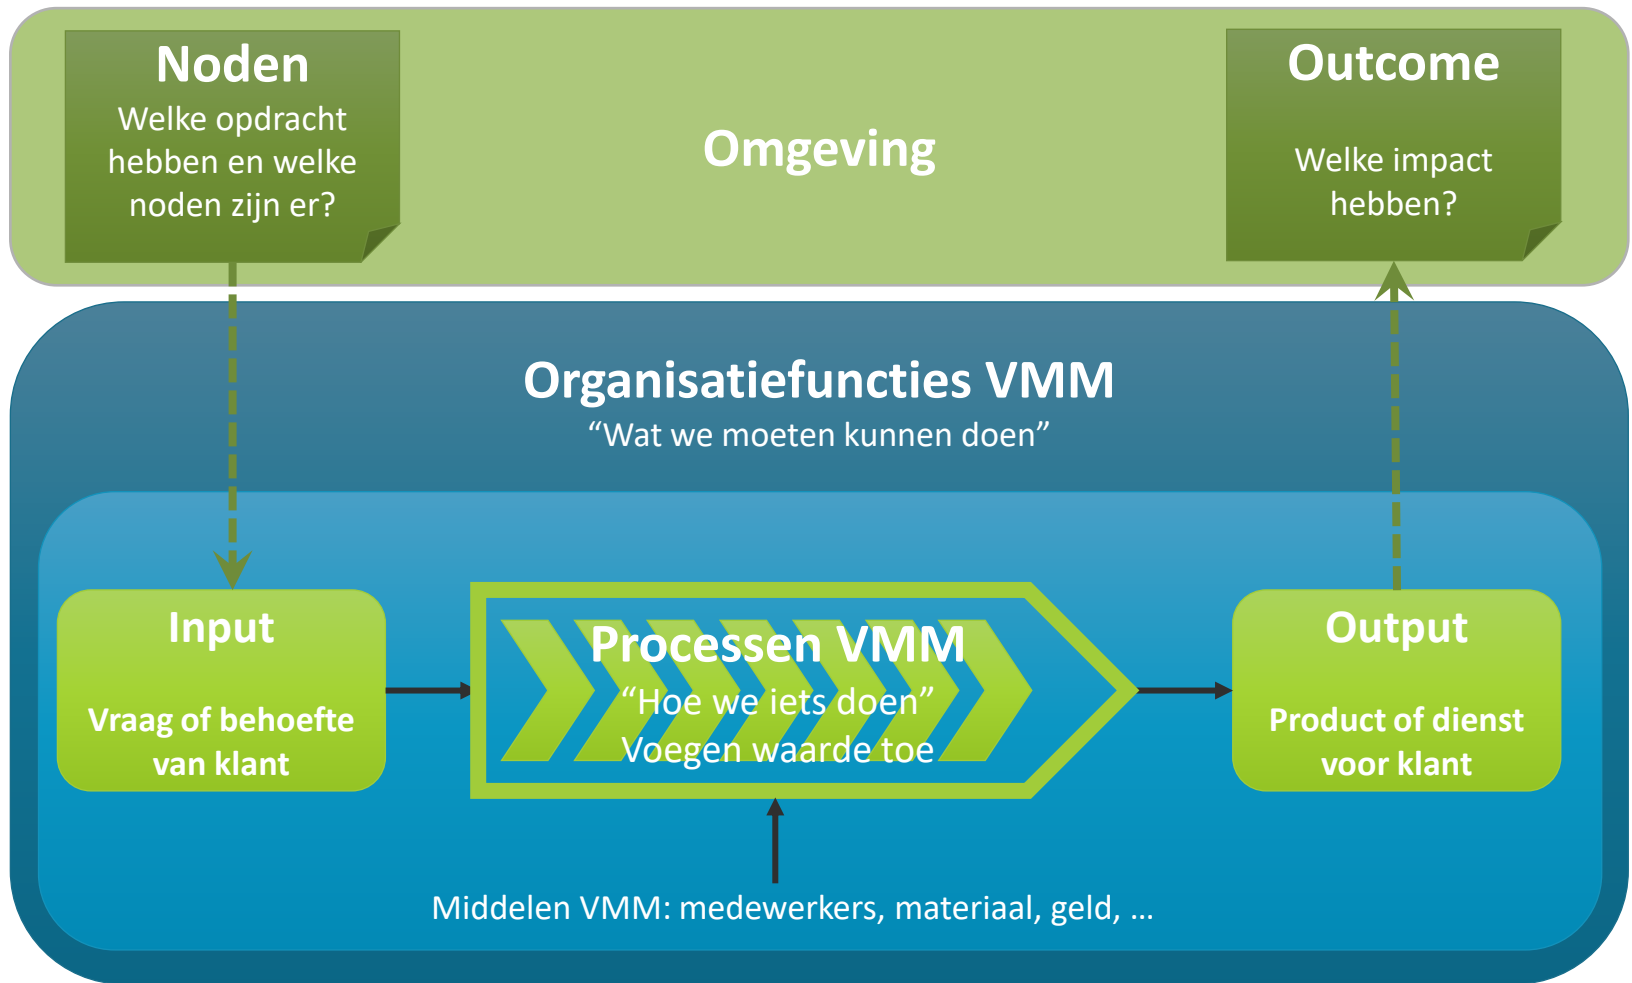 Noden
Welke opdracht
hebben en welke
noden zijn er?
Omgeving
Outcome
Welke impact
hebben?
Organisatiefuncties VMM
“Wat we moeten kunnen doen”
Input
Vraag of behoefte
van klant
Processen VMM
“Hoe we iets doen”
Voegen waarde toe
Output
Product of dienst
voor klant
Middelen VMM: medewerkers, materiaal, geld, …